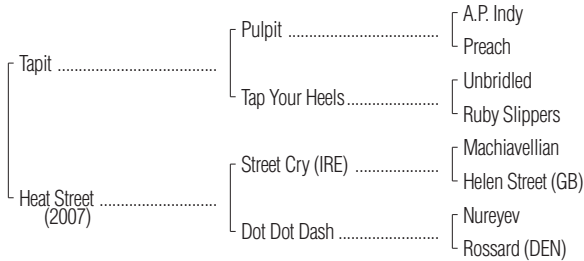 A.P. Indy
Pulpit
Preach
Tapit
Unbridled
Tap Your Heels
Ruby Slippers
Machiavellian
Street Cry (IRE)
Helen Street (GB)
Heat Street
(2007)
Nureyev
Dot Dot Dash
Rossard (DEN)